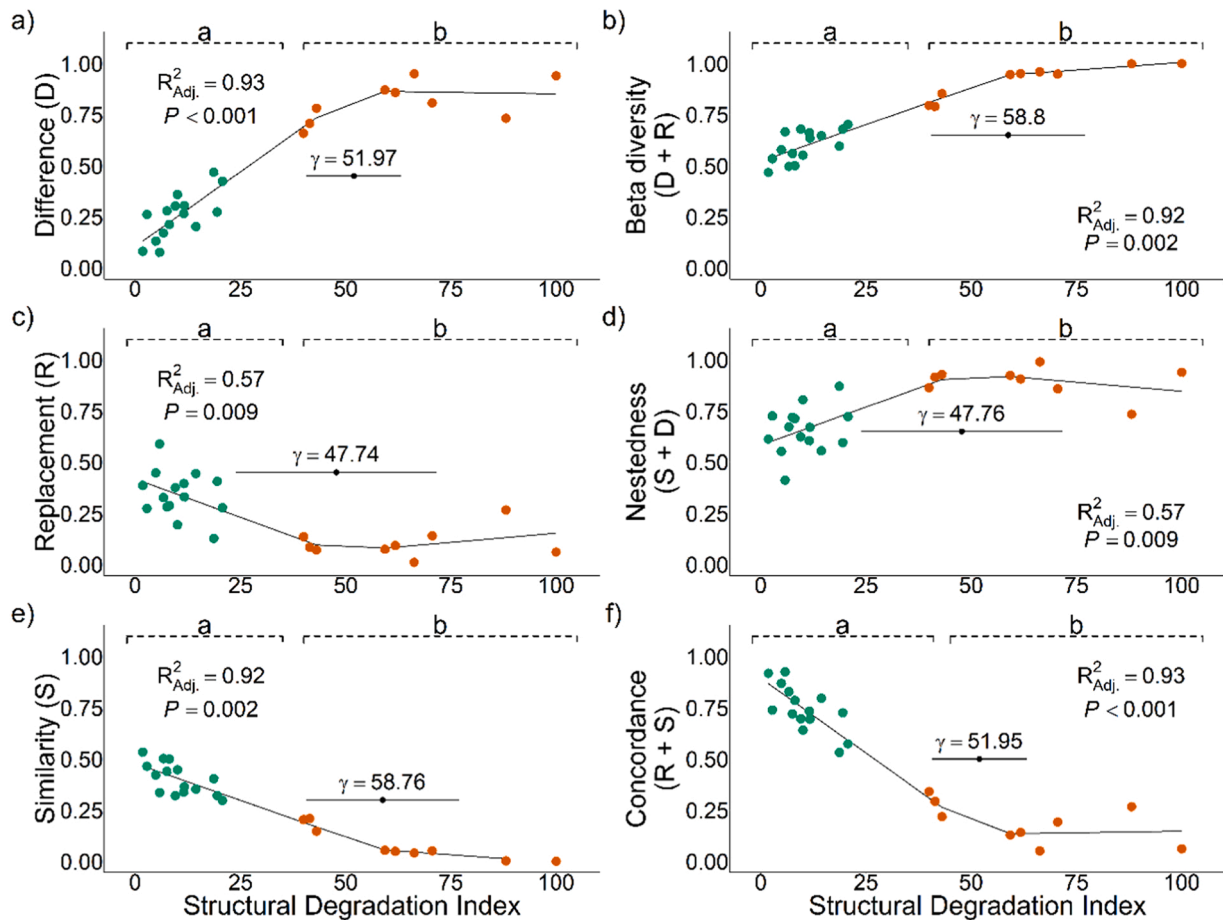 a)
a
b
1.00
0.75
0.50
0.25
0.00
Difference (D)
R²Adj. = 0.93
P < 0.001
γ = 51.97
0 25 50 75 100
b)
a
b
1.00
0.75
0.50
0.25
0.00
Beta diversity
(D + R)
γ = 58.8
R²Adj. = 0.92
P = 0.002
0 25 50 75 100
c)
a
b
1.00
0.75
0.50
0.25
0.00
Replacement (R)
R²Adj. = 0.57
P = 0.009
γ = 47.74
0 25 50 75 100
d)
a
b
1.00
0.75
0.50
0.25
0.00
Nestedness
(S + D)
γ = 47.76
R²Adj. = 0.57
P = 0.009
0 25 50 75 100
e)
a
b
1.00
0.75
0.50
0.25
0.00
Similarity (S)
R²Adj. = 0.92
P = 0.002
γ = 58.76
0 25 50 75 100
Structural Degradation Index
f)
a
b
1.00
0.75
0.50
0.25
0.00
Concordance
(R + S)
R²Adj. = 0.93
P < 0.001
γ = 51.95
0 25 50 75 100
Structural Degradation Index